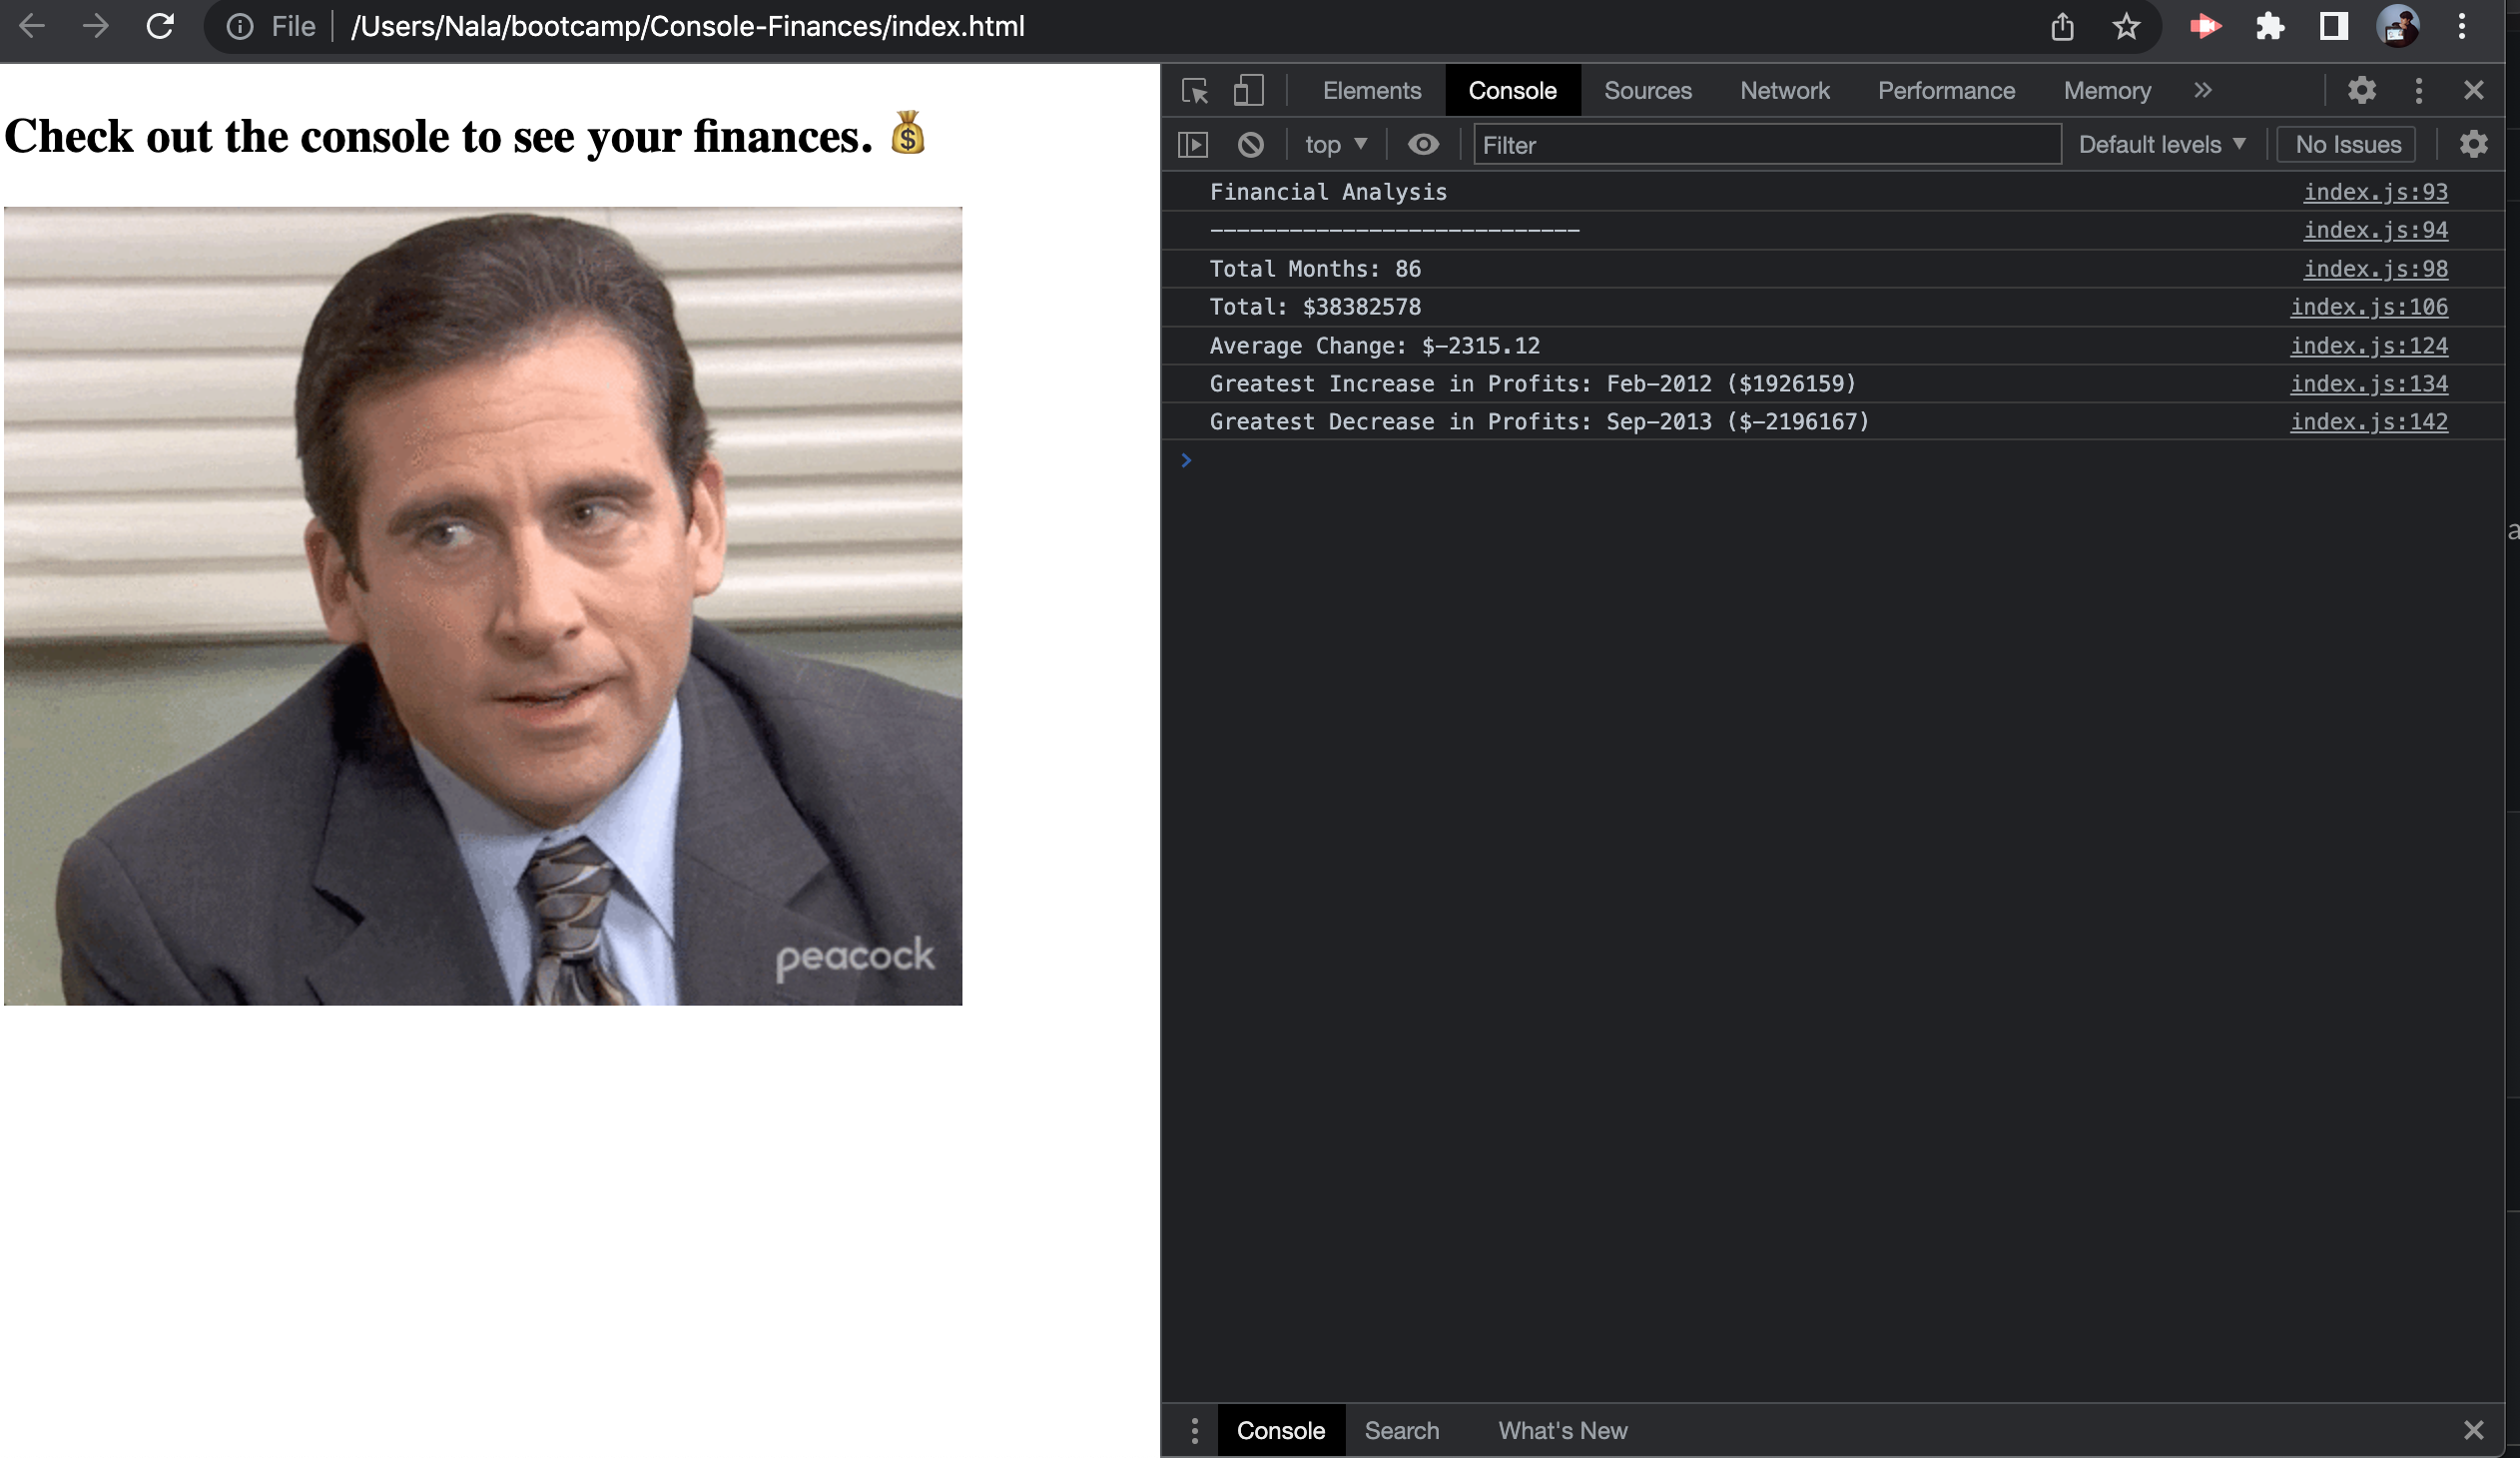 File /Users/Nala/bootcamp/Console-Finances/index.html
Check out the console to see your finances. 💰
peacock
Elements Console Sources Network Performance Memory »
top ▼ Filter Default levels ▼ No Issues
Financial Analysis index.js:93
---------------------------- index.js:94
Total Months: 86 index.js:98
Total: $38382578 index.js:106
Average Change: $-2315.12 index.js:124
Greatest Increase in Profits: Feb-2012 ($1926159) index.js:134
Greatest Decrease in Profits: Sep-2013 ($-2196167) index.js:142
>
Console Search What's New